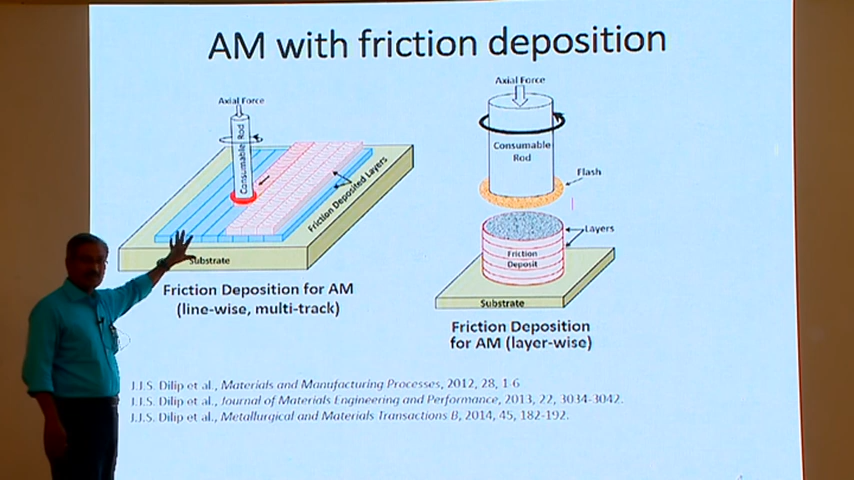 AM with friction deposition
Axial Force
Consumable Rod
Friction Deposited Layers
Substrate
Friction Deposition for AM
(line-wise, multi-track)
Axial Force
Consumable
Rod
Flash
Layers
Friction
Deposit
Substrate
Friction Deposition
for AM (layer-wise)
J.J.S. Dilip et al., Materials and Manufacturing Processes, 2012, 28, 1-6
J.J.S. Dilip et al., Journal of Materials Engineering and Performance, 2013, 22, 3034-3042.
J.J.S. Dilip et al., Metallurgical and Materials Transactions B, 2014, 45, 182-192.